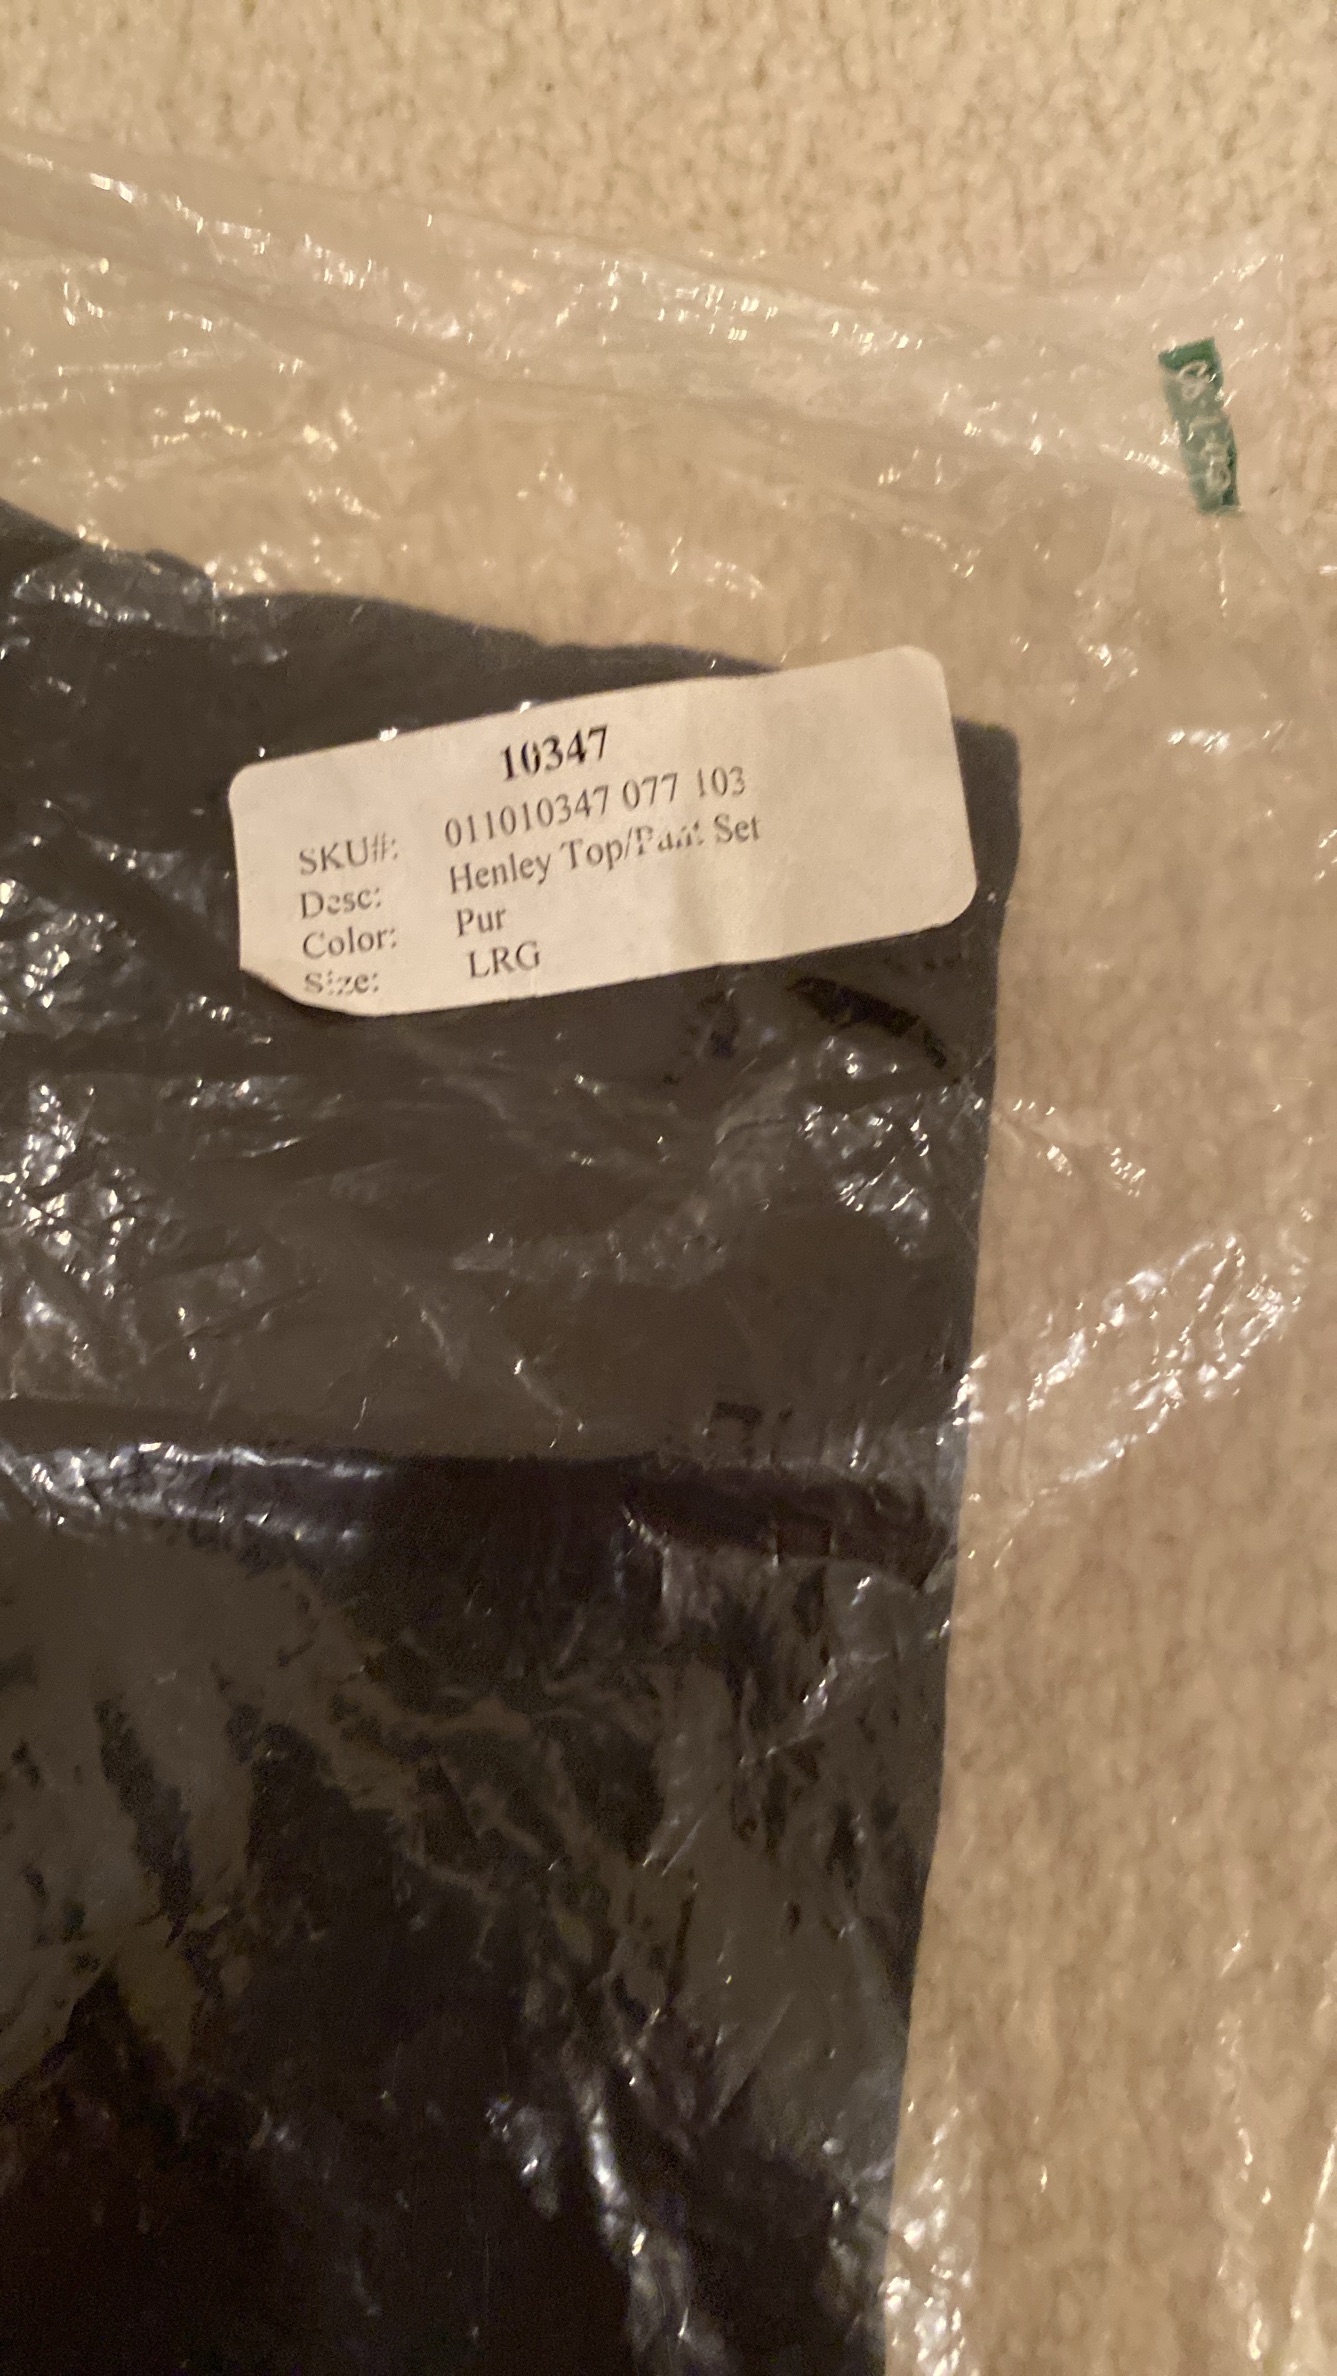 10347
SKU#: 011010347 077 103
Desc: Henley Top/Pant Set
Color: Pur
Size: LRG